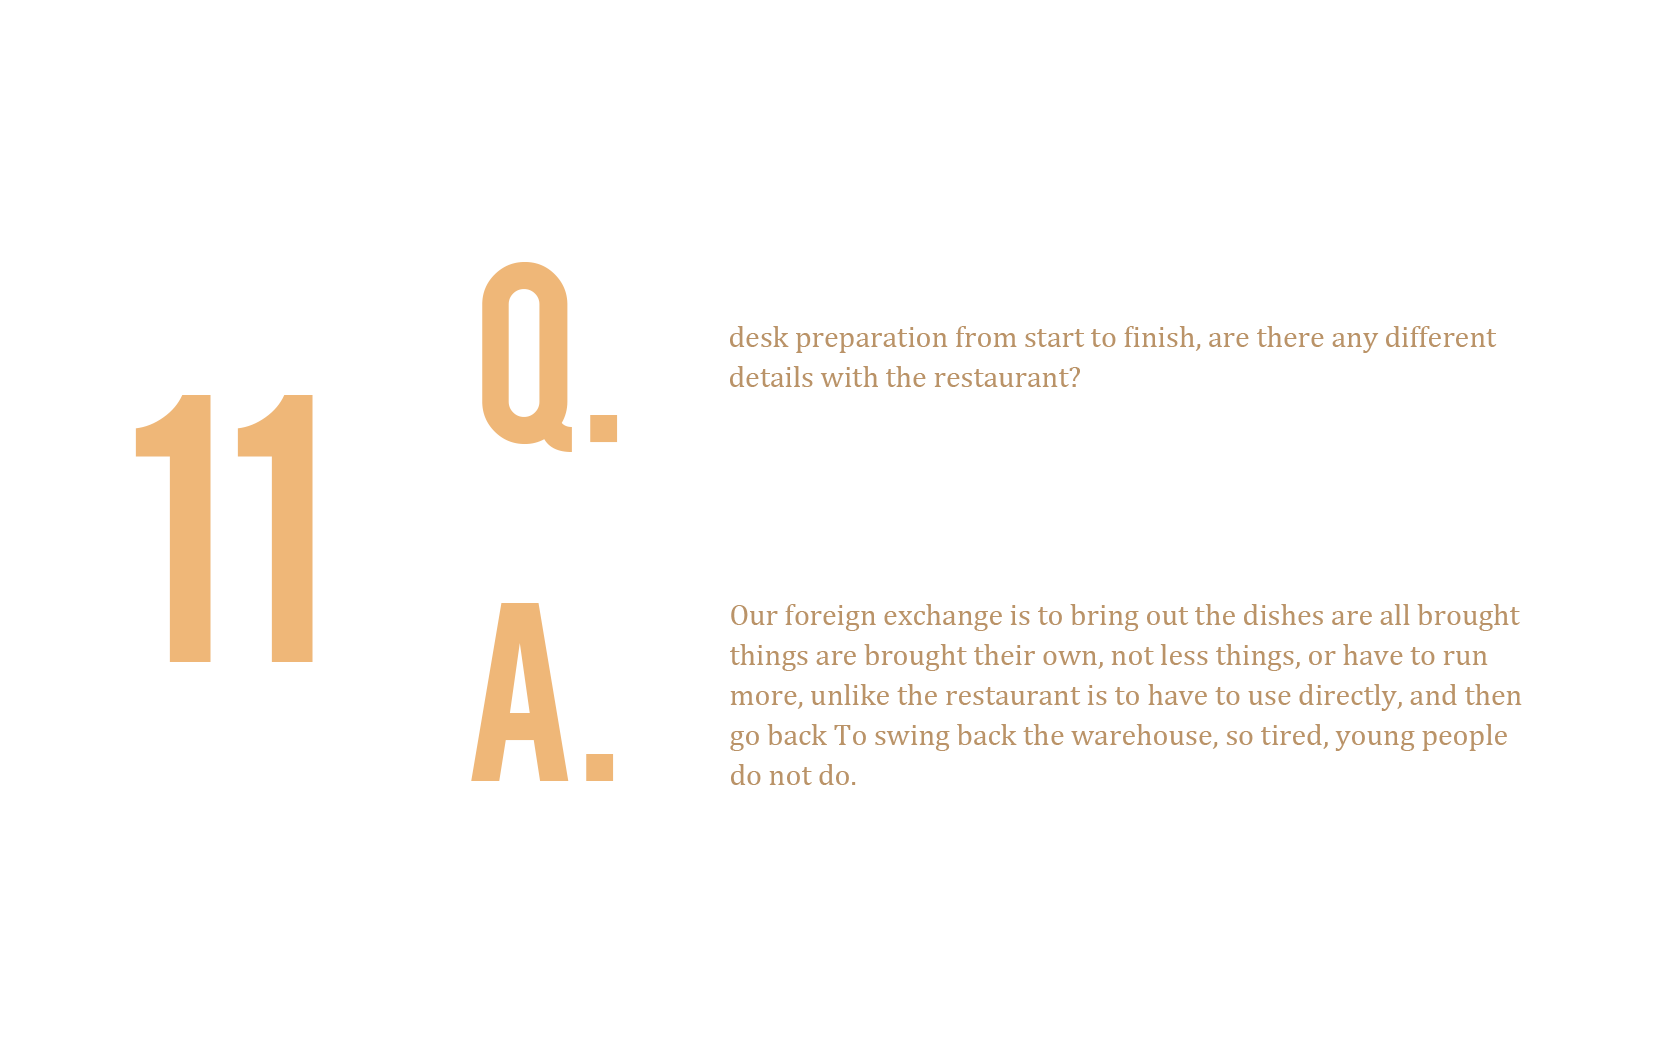 11
Q.
desk preparation from start to finish, are there any different
details with the restaurant?
A.
Our foreign exchange is to bring out the dishes are all brought
things are brought their own, not less things, or have to run
more, unlike the restaurant is to have to use directly, and then
go back To swing back the warehouse, so tired, young people
do not do.